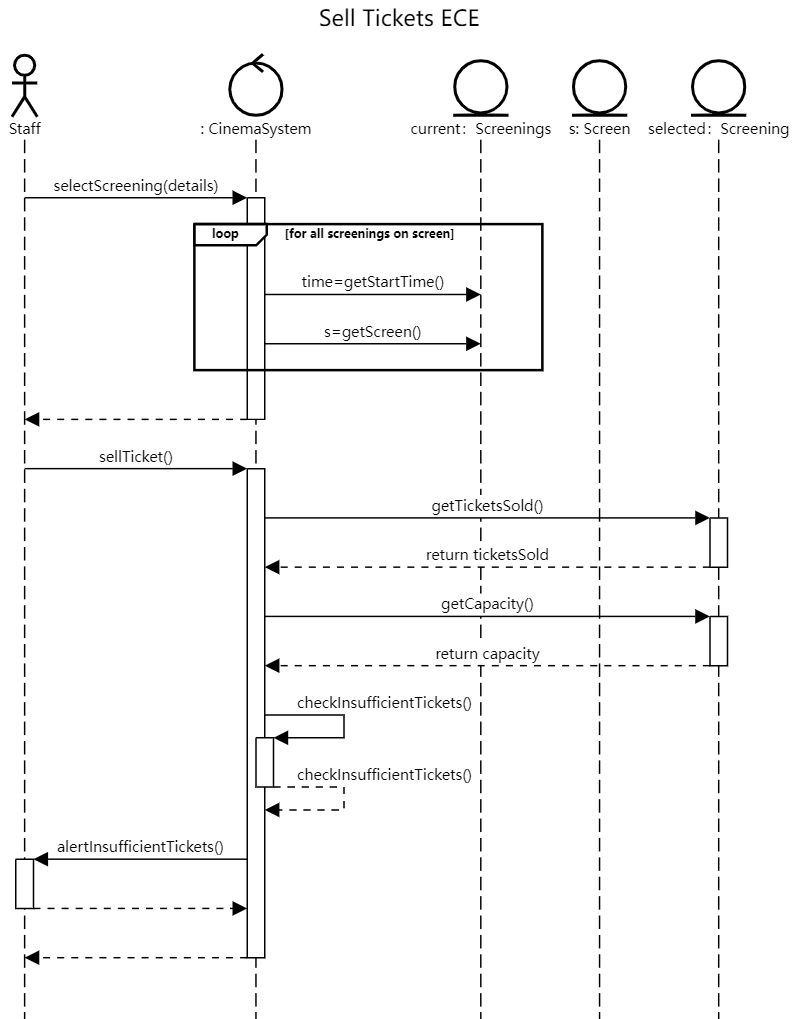 Sell Tickets ECE
Staff
: CinemaSystem
current: Screenings
s: Screen
selected: Screening
selectScreening(details)
loop
[for all screenings on screen]
time=getStartTime()
s=getScreen()
sellTicket()
getTicketsSold()
return ticketsSold
getCapacity()
return capacity
checkInsufficientTickets()
checkInsufficientTickets()
alertInsufficientTickets()